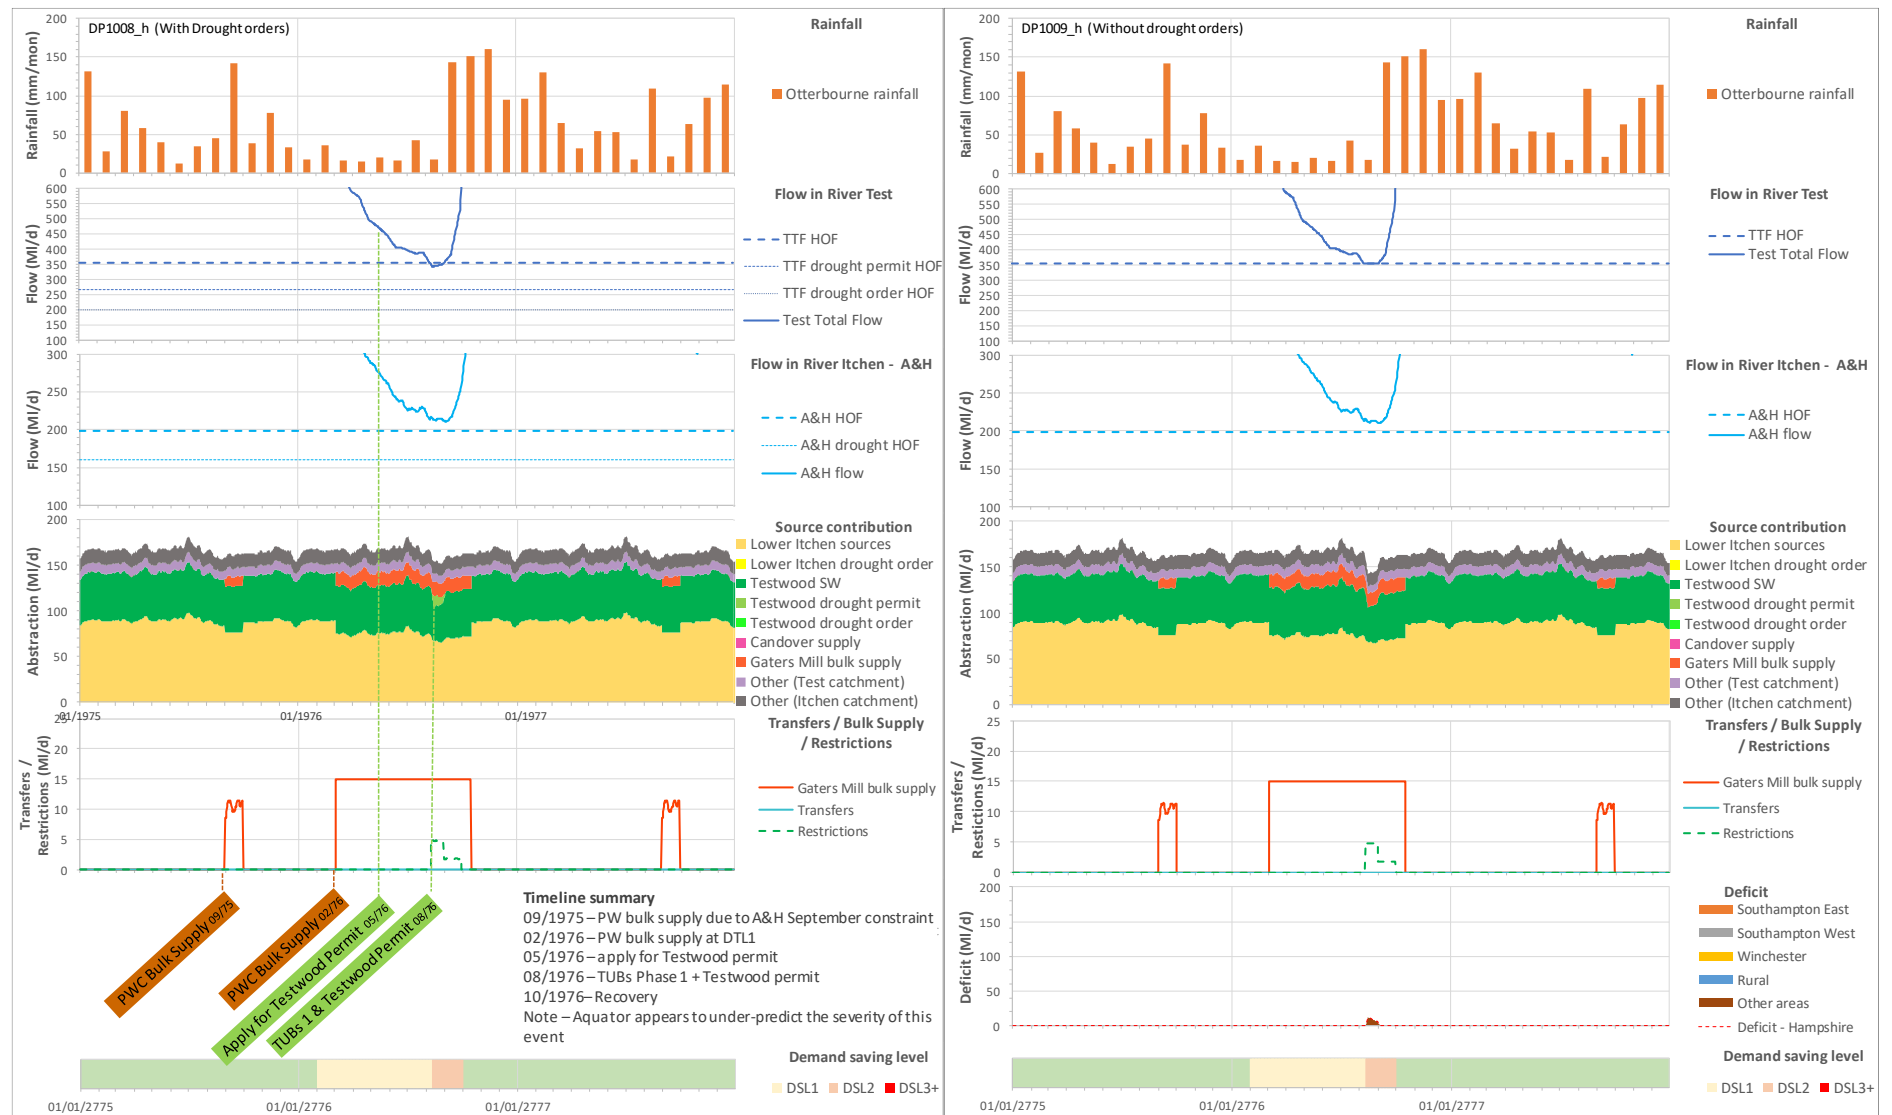 DP1008_h (With Drought orders)
Rainfall
Rainfall (mm/mon)
200
150
100
50
0
Otterbourne rainfall
Flow in River Test
Flow (Ml/d)
600
550
500
450
400
350
300
250
200
150
100
TTF HOF
TTF drought permit HOF
TTF drought order HOF
Test Total Flow
Flow in River Itchen - A&H
Flow (Ml/d)
300
250
200
150
100
A&H HOF
A&H drought HOF
A&H flow
Source contribution
Abstraction (Ml/d)
200
150
100
50
0
Lower Itchen sources
Lower Itchen drought order
Testwood SW
Testwood drought permit
Testwood drought order
Candover supply
Gaters Mill bulk supply
Other (Test catchment)
Other (Itchen catchment)
01/1975
01/1976
01/1977
Transfers / Bulk Supply
/ Restrictions
Transfers /
Restrictions (Ml/d)
25
20
15
10
5
0
Gaters Mill bulk supply
Transfers
Restrictions
PWC Bulk Supply 09/75
PWC Bulk Supply 02/76
Apply for Testwood Permit 05/76
TUBs 1 & Testwood Permit 08/76
Timeline summary
09/1975 – PW bulk supply due to A&H September constraint
02/1976 – PW bulk supply at DTL1
05/1976 – apply for Testwood permit
08/1976 – TUBs Phase 1 + Testwood permit
10/1976 – Recovery
Note – Aquator appears to under-predict the severity of this
event
Demand saving level
DSL1
DSL2
DSL3+
01/01/2775
01/01/2776
01/01/2777
DP1009_h (Without drought orders)
Rainfall
Rainfall (mm/mon)
200
150
100
50
0
Otterbourne rainfall
Flow in River Test
Flow (Ml/d)
600
550
500
450
400
350
300
250
200
150
100
TTF HOF
Test Total Flow
Flow in River Itchen - A&H
Flow (Ml/d)
300
250
200
150
100
A&H HOF
A&H flow
Source contribution
Abstraction (Ml/d)
200
150
100
50
0
Lower Itchen sources
Lower Itchen drought order
Testwood SW
Testwood drought permit
Testwood drought order
Candover supply
Gaters Mill bulk supply
Other (Test catchment)
Other (Itchen catchment)
Transfers / Bulk Supply
/ Restrictions
Transfers /
Restictions (Ml/d)
25
20
15
10
5
0
Gaters Mill bulk supply
Transfers
Restrictions
Deficit
Deficit (Ml/d)
200
150
100
50
0
Southampton East
Southampton West
Winchester
Rural
Other areas
Deficit - Hampshire
Demand saving level
DSL1
DSL2
DSL3+
01/01/2775
01/01/2776
01/01/2777